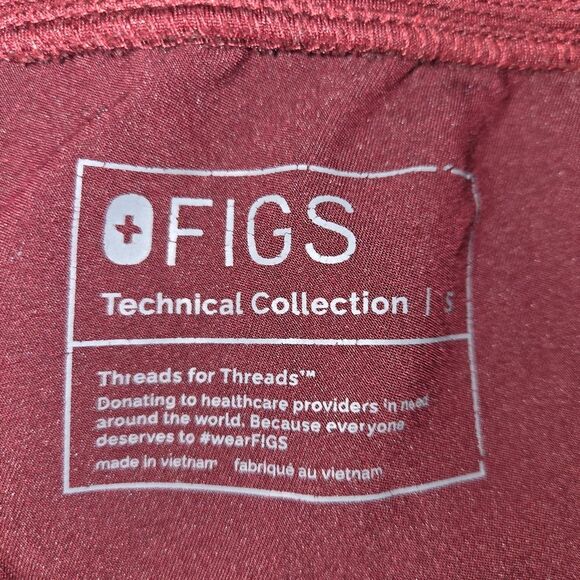 FIGS
Technical Collection | S
Threads for Threads™
Donating to healthcare providers in need
around the world. Because everyone
deserves to #wearFIGS
made in vietnam fabriqué au vietnam